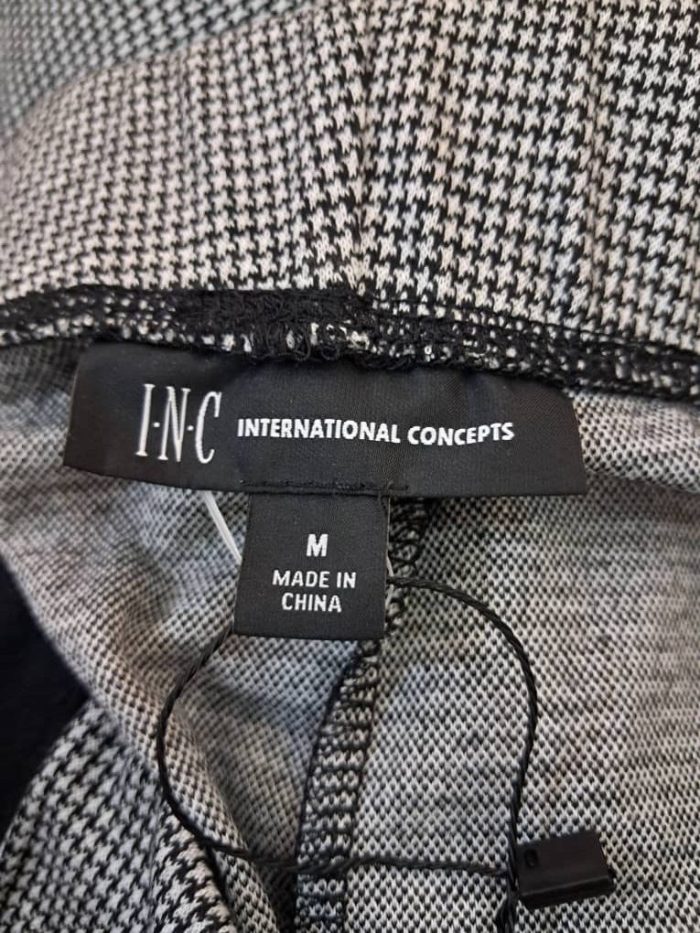 I·N·C INTERNATIONAL CONCEPTS
M
MADE IN
CHINA